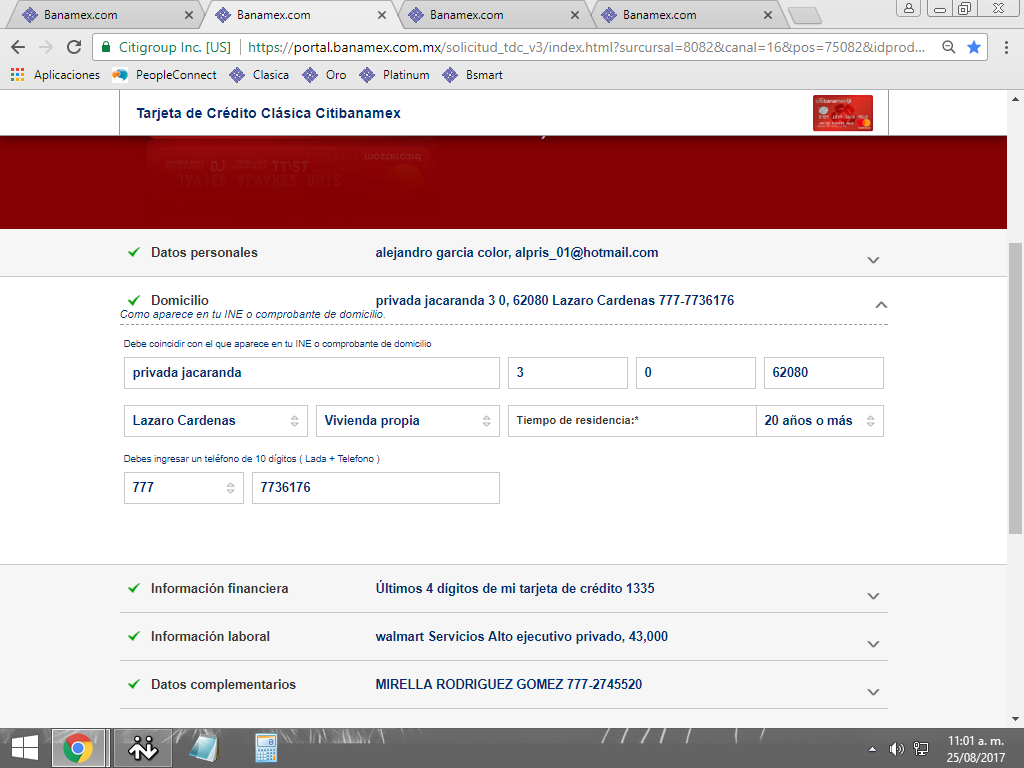 Banamex.com Banamex.com Banamex.com Banamex.com
Citigroup Inc. [US] https://portal.banamex.com.mx/solicitud_tdc_v3/index.html?surcursal=8082&canal=16&pos=75082&idprod...
Aplicaciones PeopleConnect Clasica Oro Platinum Bsmart
Tarjeta de Crédito Clásica Citibanamex
Datos personales alejandro garcia color, alpris_01@hotmail.com
Domicilio privada jacaranda 3 0, 62080 Lazaro Cardenas 777-7736176
Como aparece en tu INE o comprobante de domicilio.
Debe coincidir con el que aparece en tu INE o comprobante de domicilio
privada jacaranda 3 0 62080
Lazaro Cardenas Vivienda propia Tiempo de residencia:* 20 años o más
Debes ingresar un teléfono de 10 dígitos ( Lada + Telefono )
777 7736176
Información financiera Últimos 4 dígitos de mi tarjeta de crédito 1335
Información laboral walmart Servicios Alto ejecutivo privado, 43,000
Datos complementarios MIRELLA RODRIGUEZ GOMEZ 777-2745520
11:01 a. m.
25/08/2017